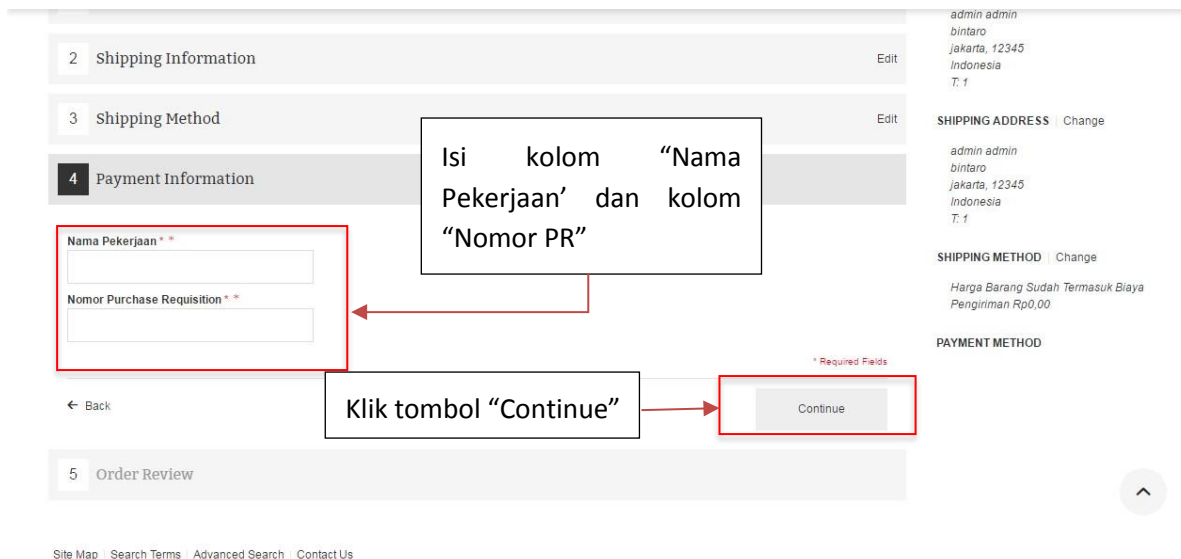 2 Shipping Information Edit
3 Shipping Method Edit
4 Payment Information
Nama Pekerjaan * *
Nomor Purchase Requisition * *
* Required Fields
← Back
Continue
5 Order Review
Isi kolom “Nama
Pekerjaan’ dan kolom
“Nomor PR”
Klik tombol “Continue”
admin admin
bintaro
jakarta, 12345
Indonesia
T: 1
SHIPPING ADDRESS | Change
admin admin
bintaro
jakarta, 12345
Indonesia
T: 1
SHIPPING METHOD | Change
Harga Barang Sudah Termasuk Biaya
Pengiriman Rp0,00
PAYMENT METHOD
Site Map | Search Terms | Advanced Search | Contact Us